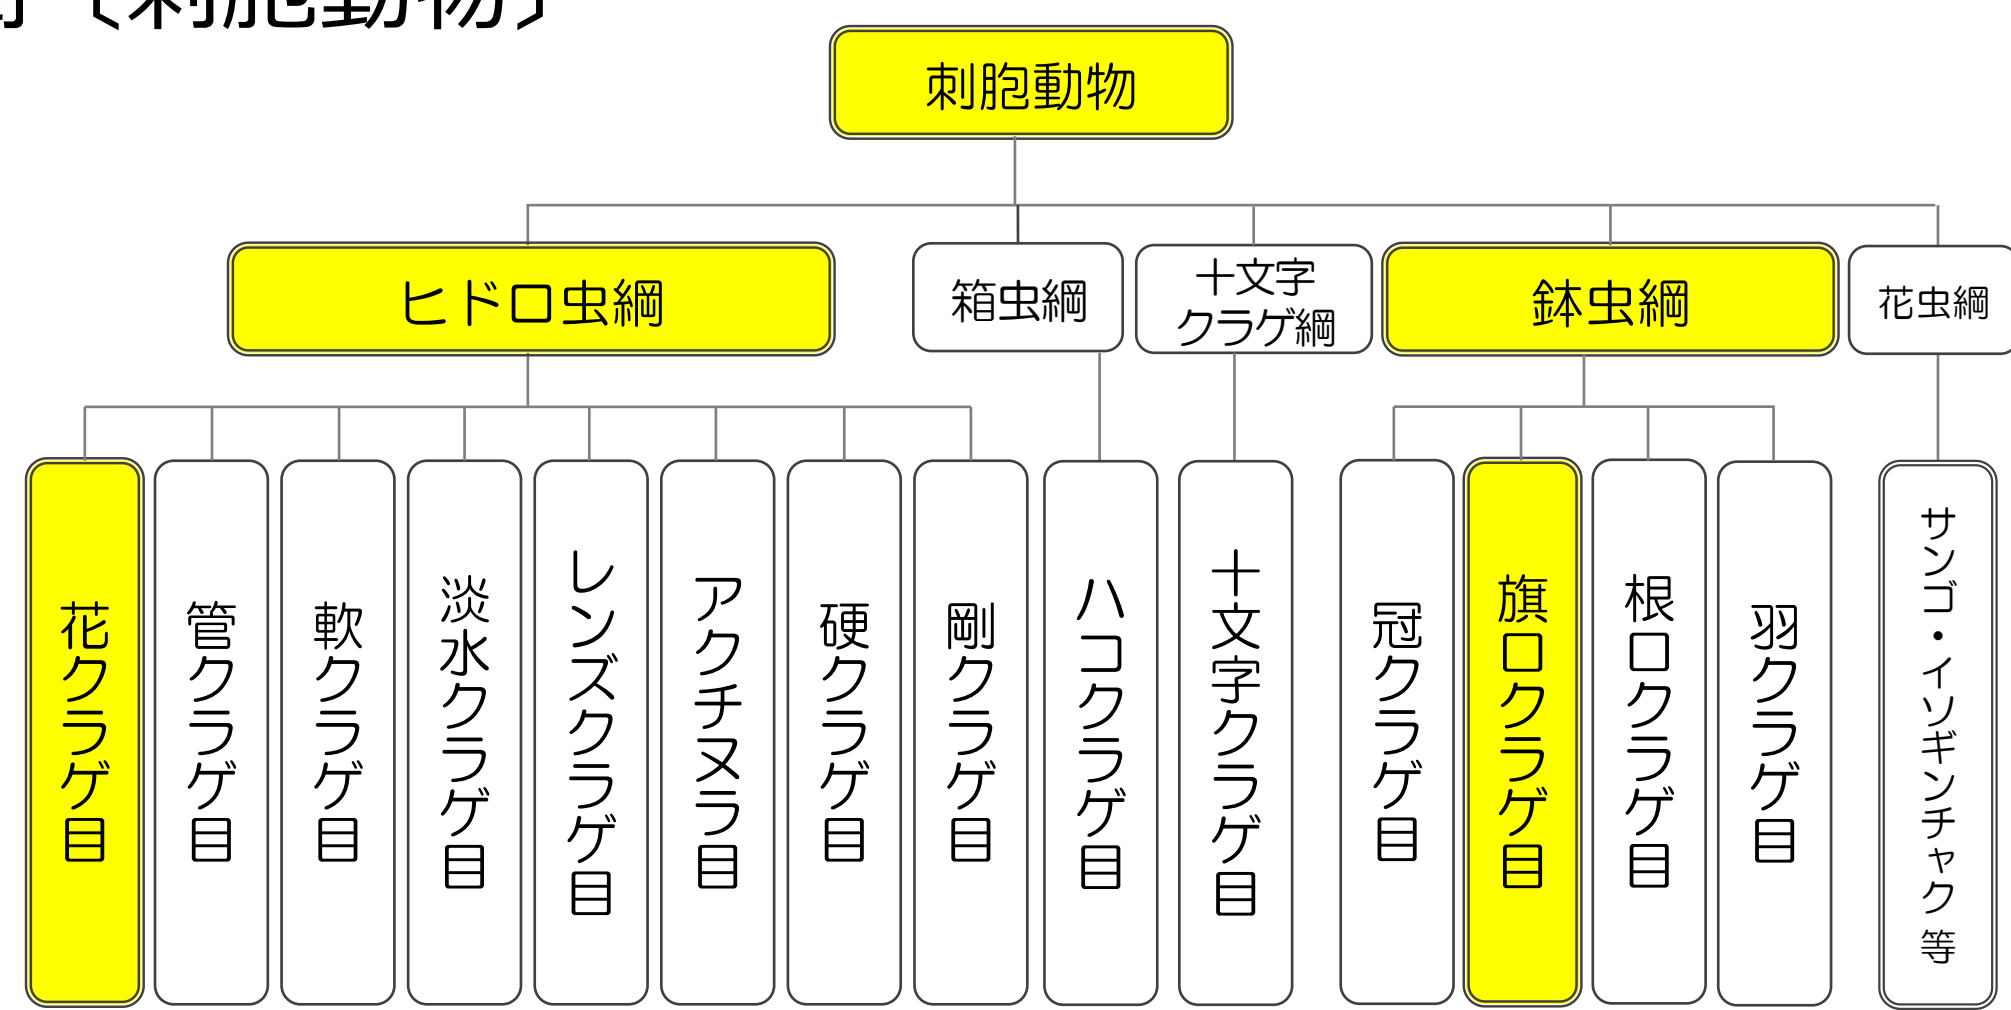 〔刺胞動物〕
刺胞動物
ヒドロ虫綱
箱虫綱
十文字
クラゲ綱
鉢虫綱
花虫綱
花クラゲ目
管クラゲ目
軟クラゲ目
淡水クラゲ目
レンズクラゲ目
アクチヌラ目
硬クラゲ目
剛クラゲ目
ハコクラゲ目
十文字クラゲ目
冠クラゲ目
旗口クラゲ目
根口クラゲ目
羽クラゲ目
サンゴ・イソギンチャク等